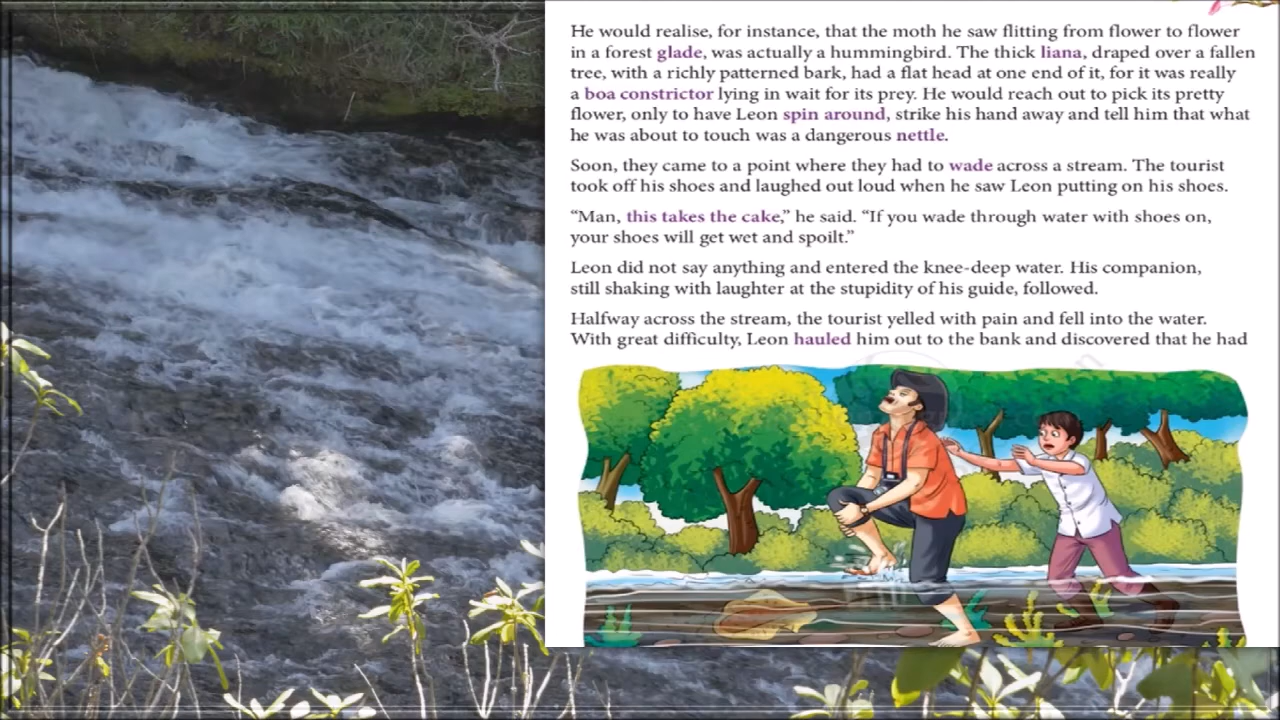 He would realise, for instance, that the moth he saw flitting from flower to flower
in a forest glade, was actually a hummingbird. The thick liana, draped over a fallen
tree, with a richly patterned bark, had a flat head at one end of it, for it was really
a boa constrictor lying in wait for its prey. He would reach out to pick its pretty
flower, only to have Leon spin around, strike his hand away and tell him that what
he was about to touch was a dangerous nettle.
Soon, they came to a point where they had to wade across a stream. The tourist
took off his shoes and laughed out loud when he saw Leon putting on his shoes.
“Man, this takes the cake,” he said. “If you wade through water with shoes on,
your shoes will get wet and spoilt.”
Leon did not say anything and entered the knee-deep water. His companion,
still shaking with laughter at the stupidity of his guide, followed.
Halfway across the stream, the tourist yelled with pain and fell into the water.
With great difficulty, Leon hauled him out to the bank and discovered that he had